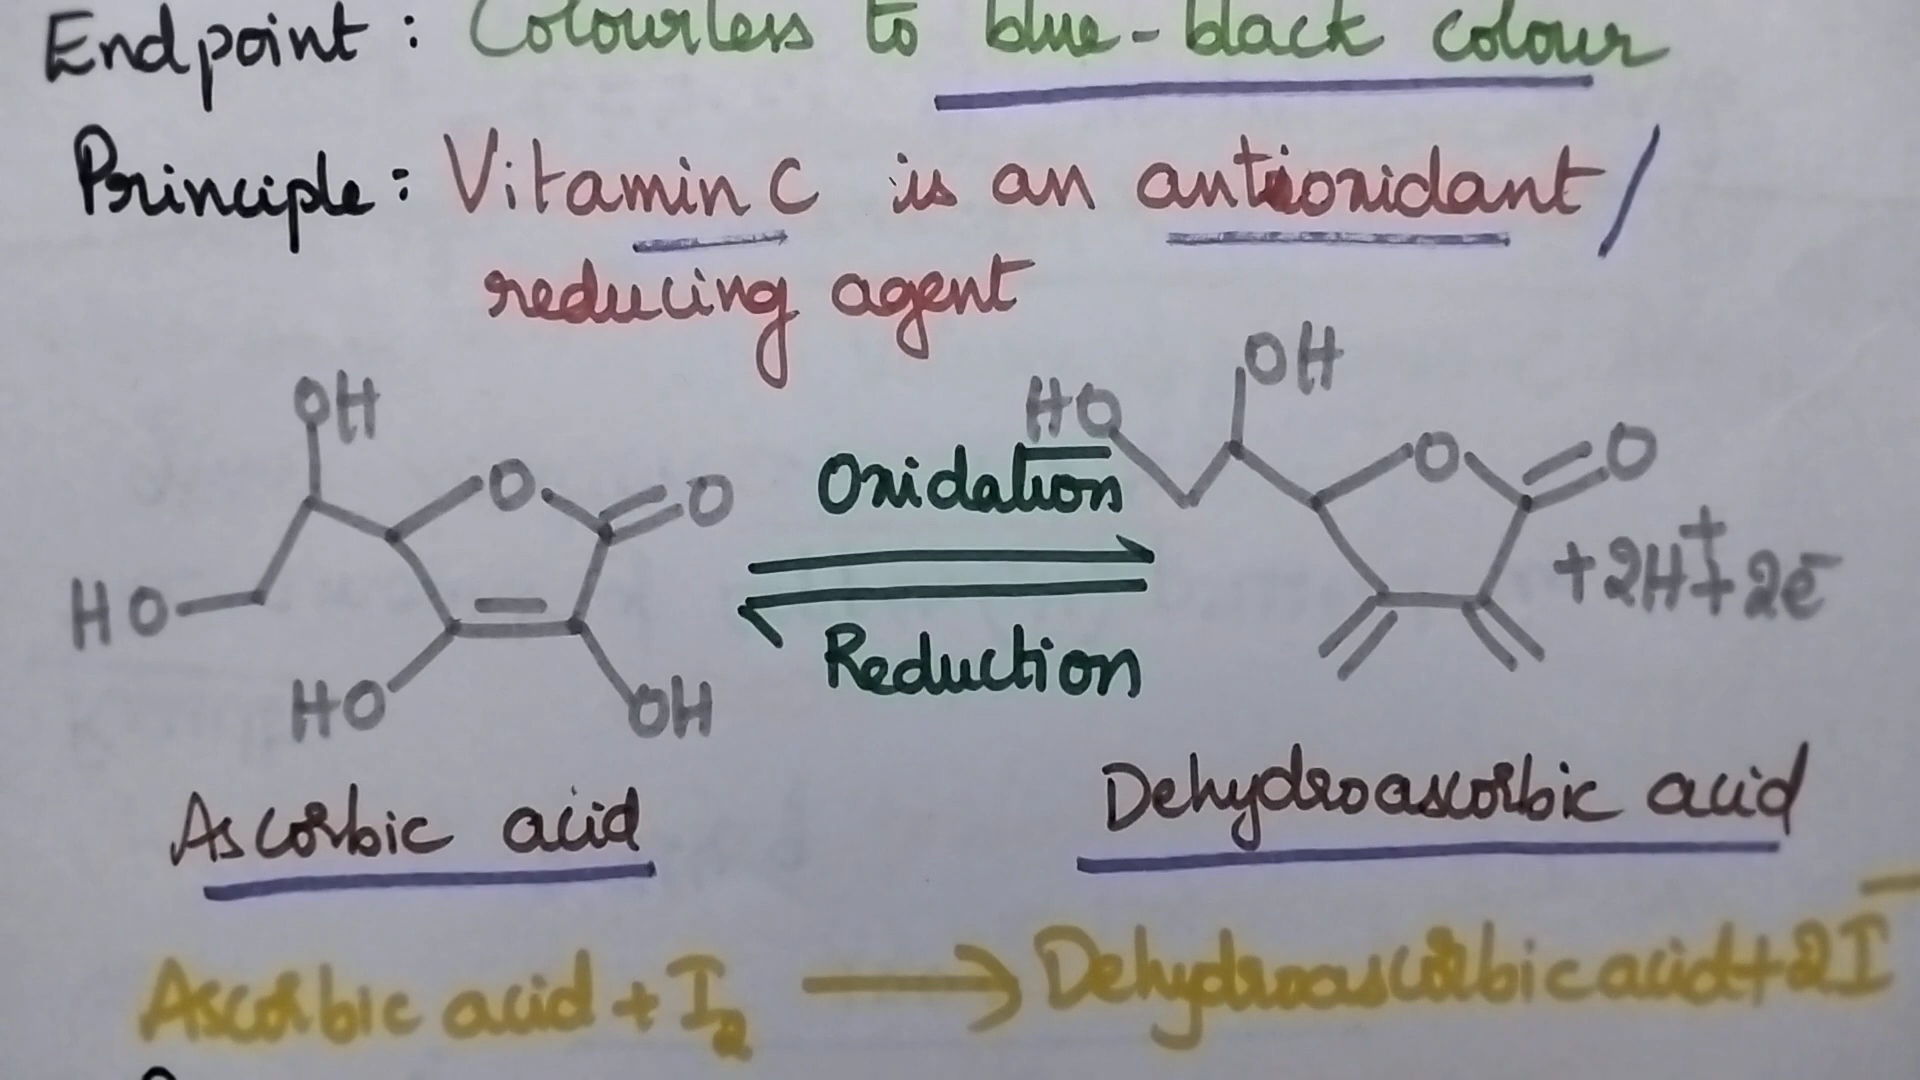 Endpoint: Colourless to blue-black colour
Principle: Vitamin C is an antioxidant/
reducing agent
OH
O
O
HO
HO
OH
Ascorbic acid
Oxidation
Reduction
HO
OH
O
O
+2H⁺+2e⁻
Dehydroascorbic acid
Ascorbic acid + I₂ → Dehydroascorbic acid+2I⁻